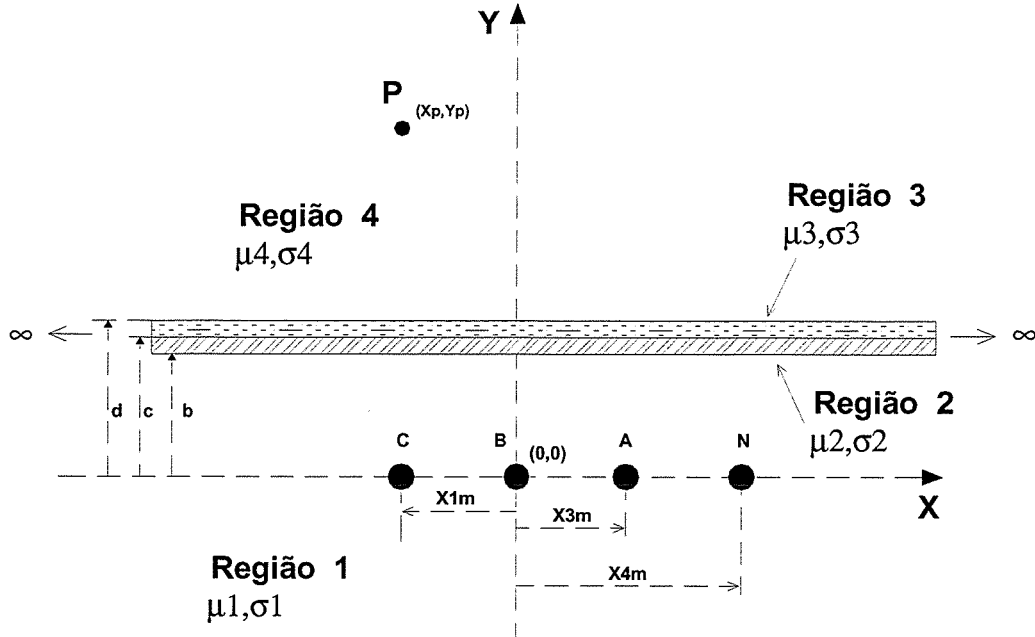 Y
P
(Xp,Yp)
Região 4
μ4,σ4
Região 3
μ3,σ3
∞
∞
d
c
b
Região 2
μ2,σ2
C
B
(0,0)
A
N
X
X1m
X3m
X4m
Região 1
μ1,σ1